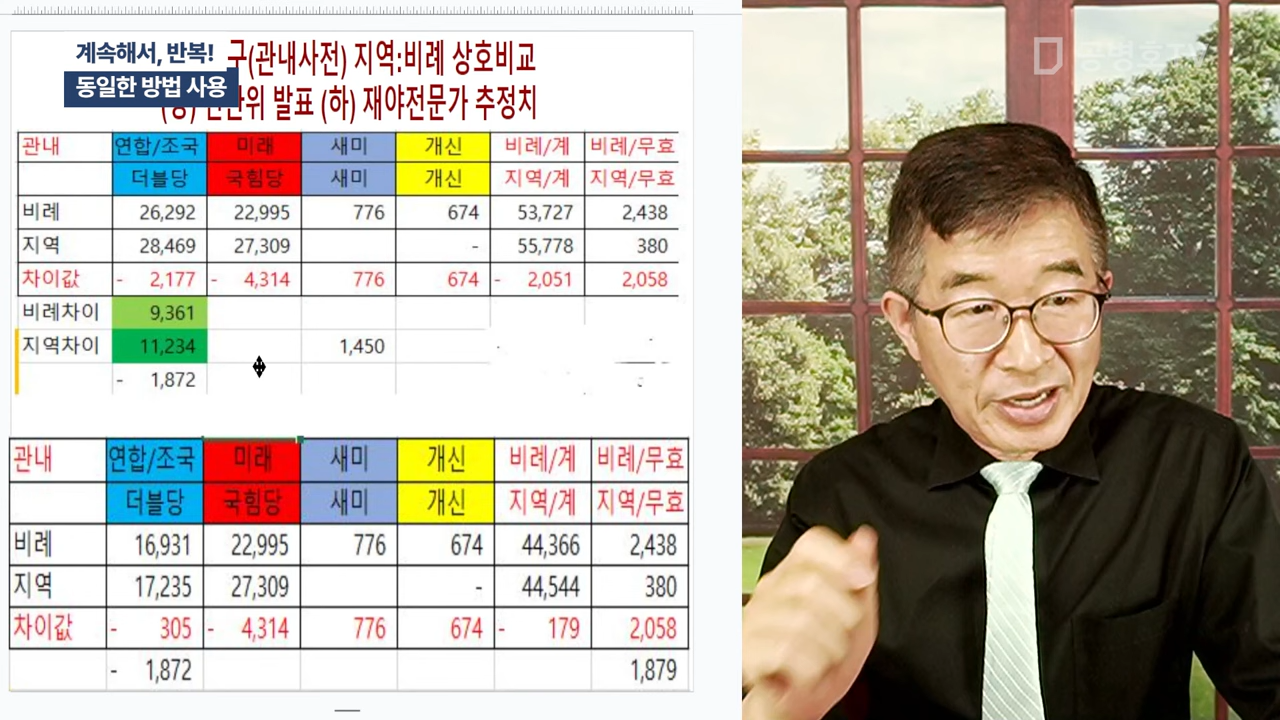 계속해서, 반복!
동일한 방법 사용
구(관내사전) 지역:비례 상호비교
발표 (하) 재야전문가 추정치
공병호TV
관내 연합/조국 미래 새미 개신 비례/계 비례/무효
더블당 국힘당 새미 개신 지역/계 지역/무효
비례 26,292 22,995 776 674 53,727 2,438
지역 28,469 27,309 - 55,778 380
차이값 - 2,177 - 4,314 776 674 - 2,051 2,058
비례차이 9,361
지역차이 11,234 1,450
- 1,872
관내 연합/조국 미래 새미 개신 비례/계 비례/무효
더블당 국힘당 새미 개신 지역/계 지역/무효
비례 16,931 22,995 776 674 44,366 2,438
지역 17,235 27,309 - 44,544 380
차이값 - 305 - 4,314 776 674 - 179 2,058
- 1,872 1,879